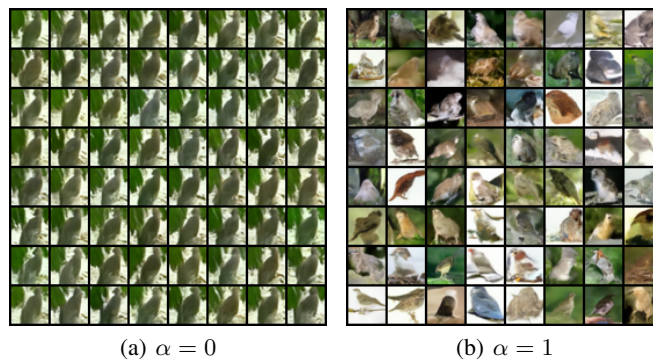 (a) α = 0
(b) α = 1